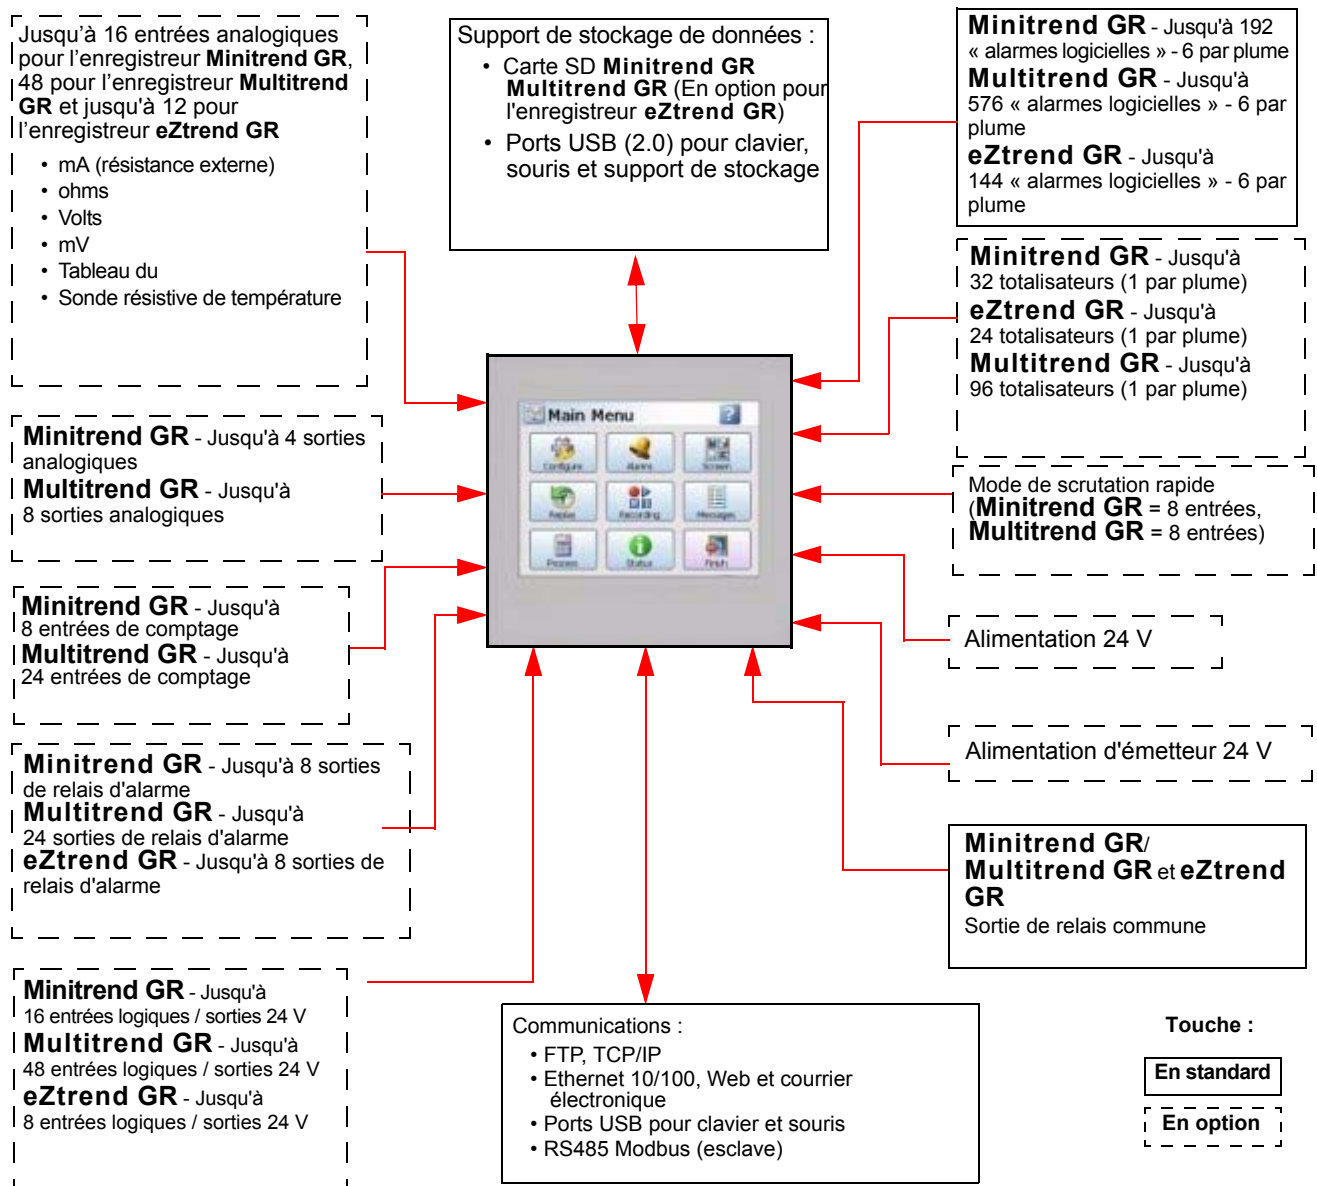 Jusqu'à 16 entrées analogiques
pour l'enregistreur Minitrend GR,
48 pour l'enregistreur Multitrend
GR et jusqu'à 12 pour
l'enregistreur eZtrend GR
• mA (résistance externe)
• ohms
• Volts
• mV
• Tableau du
• Sonde résistive de température
Support de stockage de données :
• Carte SD Minitrend GR
Multitrend GR (En option pour
l'enregistreur eZtrend GR)
• Ports USB (2.0) pour clavier,
souris et support de stockage
Minitrend GR - Jusqu'à 192
« alarmes logicielles » - 6 par plume
Multitrend GR - Jusqu'à
576 « alarmes logicielles » - 6 par
plume
eZtrend GR - Jusqu'à
144 « alarmes logicielles » - 6 par
plume
Minitrend GR - Jusqu'à
32 totalisateurs (1 par plume)
eZtrend GR - Jusqu'à
24 totalisateurs (1 par plume)
Multitrend GR - Jusqu'à
96 totalisateurs (1 par plume)
Main Menu
Configure
Alarms
Screen
Replay
Recording
Messages
Process
Status
Finish
Minitrend GR - Jusqu'à 4 sorties
analogiques
Multitrend GR - Jusqu'à
8 sorties analogiques
Mode de scrutation rapide
(Minitrend GR = 8 entrées,
Multitrend GR = 8 entrées)
Minitrend GR - Jusqu'à
8 entrées de comptage
Multitrend GR - Jusqu'à
24 entrées de comptage
Alimentation 24 V
Alimentation d'émetteur 24 V
Minitrend GR - Jusqu'à 8 sorties
de relais d'alarme
Multitrend GR - Jusqu'à
24 sorties de relais d'alarme
eZtrend GR - Jusqu'à 8 sorties de
relais d'alarme
Minitrend GR/
Multitrend GR et eZtrend
GR
Sortie de relais commune
Minitrend GR - Jusqu'à
16 entrées logiques / sorties 24 V
Multitrend GR - Jusqu'à
48 entrées logiques / sorties 24 V
eZtrend GR - Jusqu'à
8 entrées logiques / sorties 24 V
Communications :
• FTP, TCP/IP
• Ethernet 10/100, Web et courrier
électronique
• Ports USB pour clavier et souris
• RS485 Modbus (esclave)
Touche :
En standard
En option